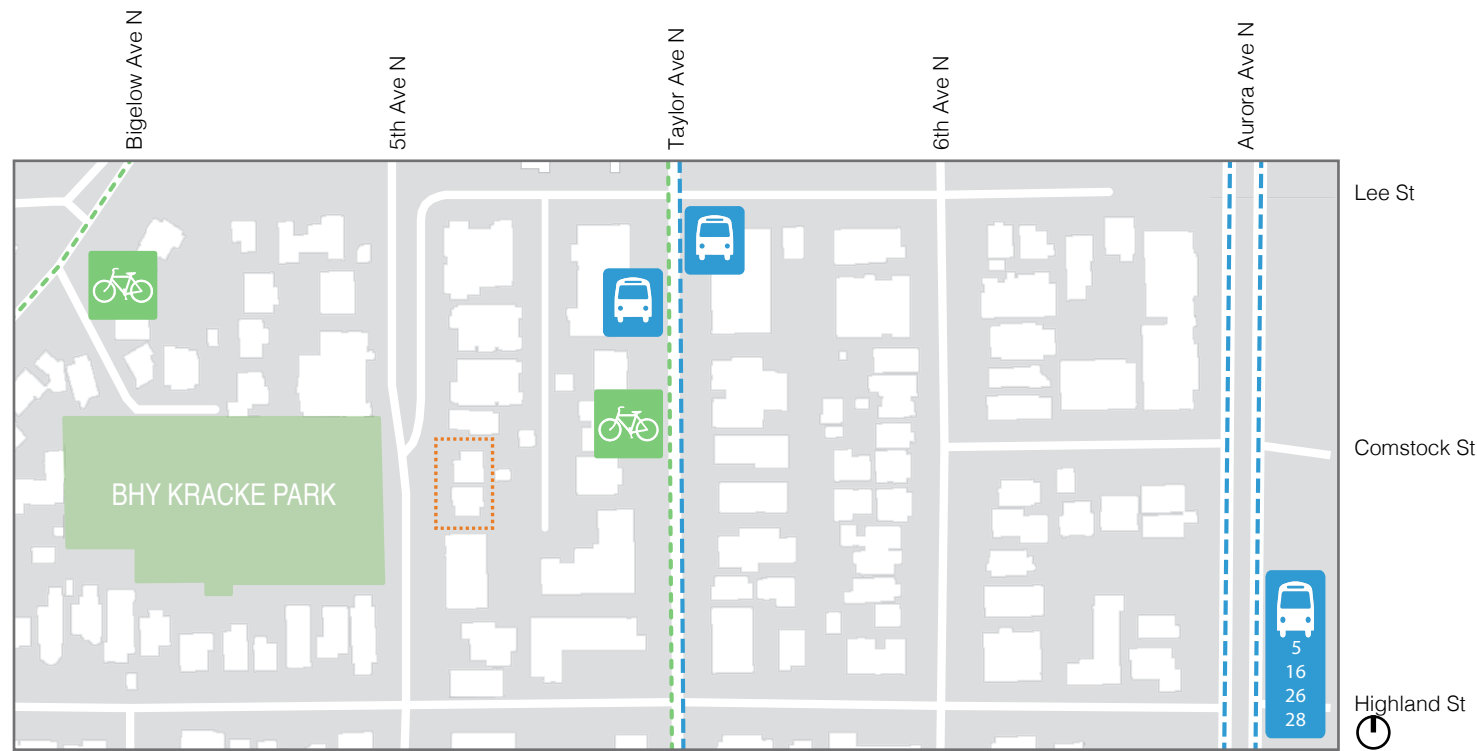 Bigelow Ave N
5th Ave N
Taylor Ave N
6th Ave N
Aurora Ave N
Lee St
Comstock St
BHY KRACKE PARK
5
16
26
28
Highland St